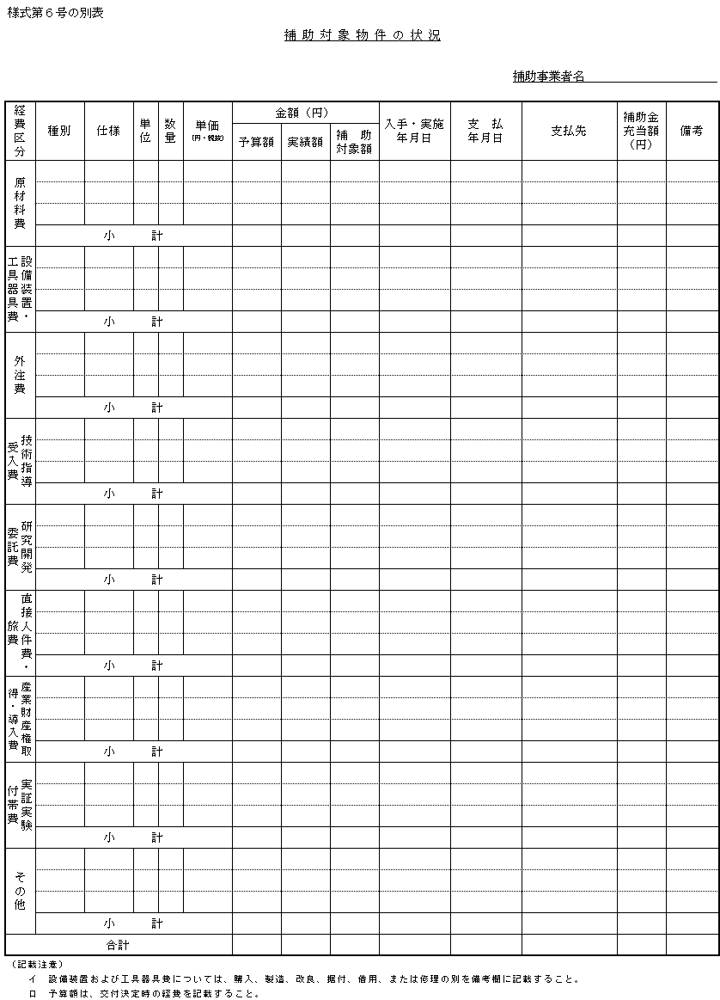 様式第６号の別表
補助対象物件の状況
補助事業者名
経費区分
種別
仕様
単位
数量
単価
（円・税抜）
金額（円）
予算額
実績額
補　助
対象額
入手・実施
年月日
支　払
年月日
支払先
補助金
充当額
（円）
備考
原材料費
小　　　計
設備装置・
工具器具費
小　　　計
外注費
小　　　計
技術指導
受入費
小　　　計
研究開発
委託費
小　　　計
直接人件費・
旅費
小　　　計
産業財産権取
得・導入費
小　　　計
実証実験
付帯費
小　　　計
その他
小　　　計
合計
（記載注意）
イ　設備装置および工具器具費については、購入、製造、改良、据付、借用、または修理の別を備考欄に記載すること。
ロ　予算額は、交付決定時の経費を記載すること。